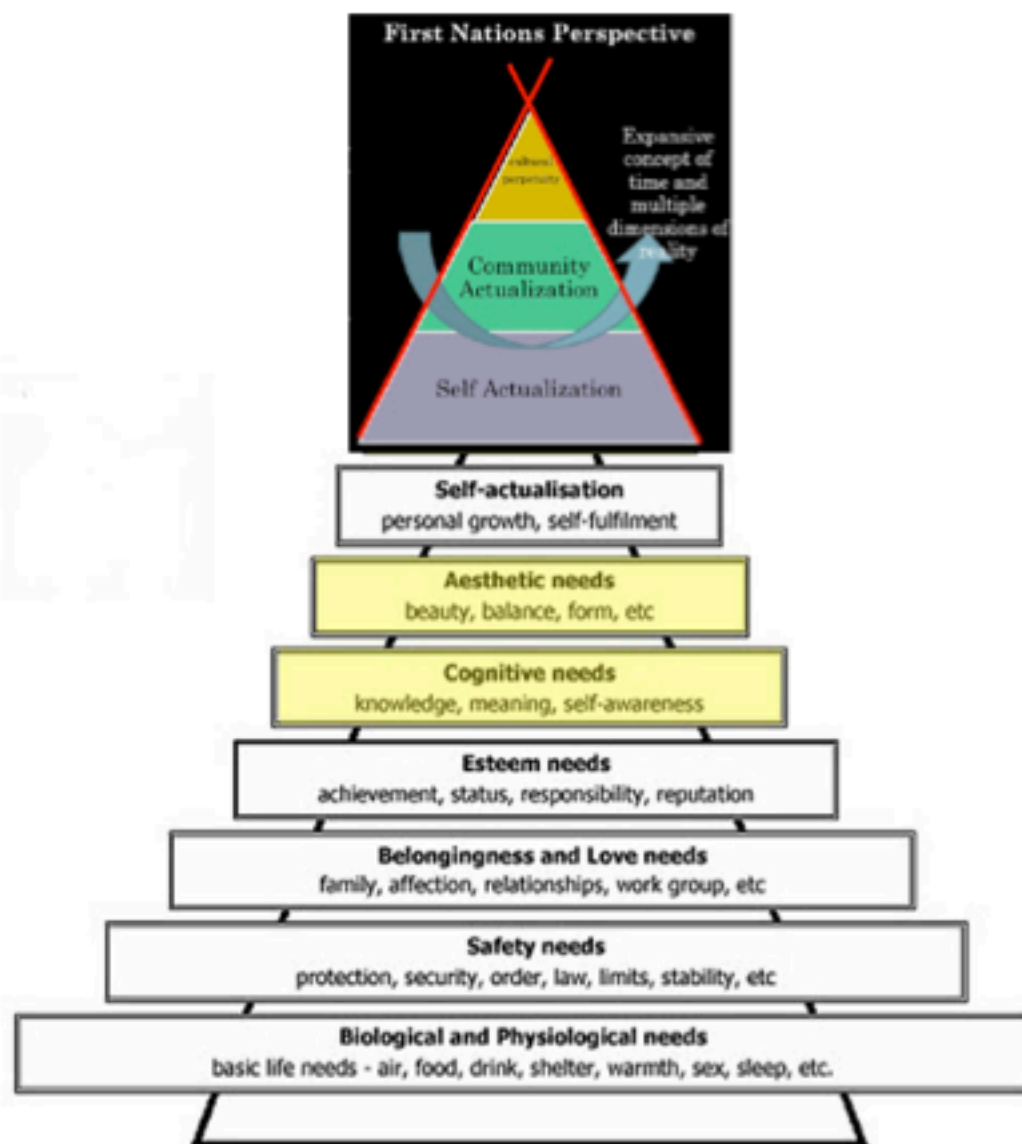 First Nations Perspective
cultural
perpetuity
Expansive
concept of
time and
multiple
dimensions of
reality
Community
Actualization
Self Actualization
Self-actualisation
personal growth, self-fulfilment
Aesthetic needs
beauty, balance, form, etc
Cognitive needs
knowledge, meaning, self-awareness
Esteem needs
achievement, status, responsibility, reputation
Belongingness and Love needs
family, affection, relationships, work group, etc
Safety needs
protection, security, order, law, limits, stability, etc
Biological and Physiological needs
basic life needs - air, food, drink, shelter, warmth, sex, sleep, etc.